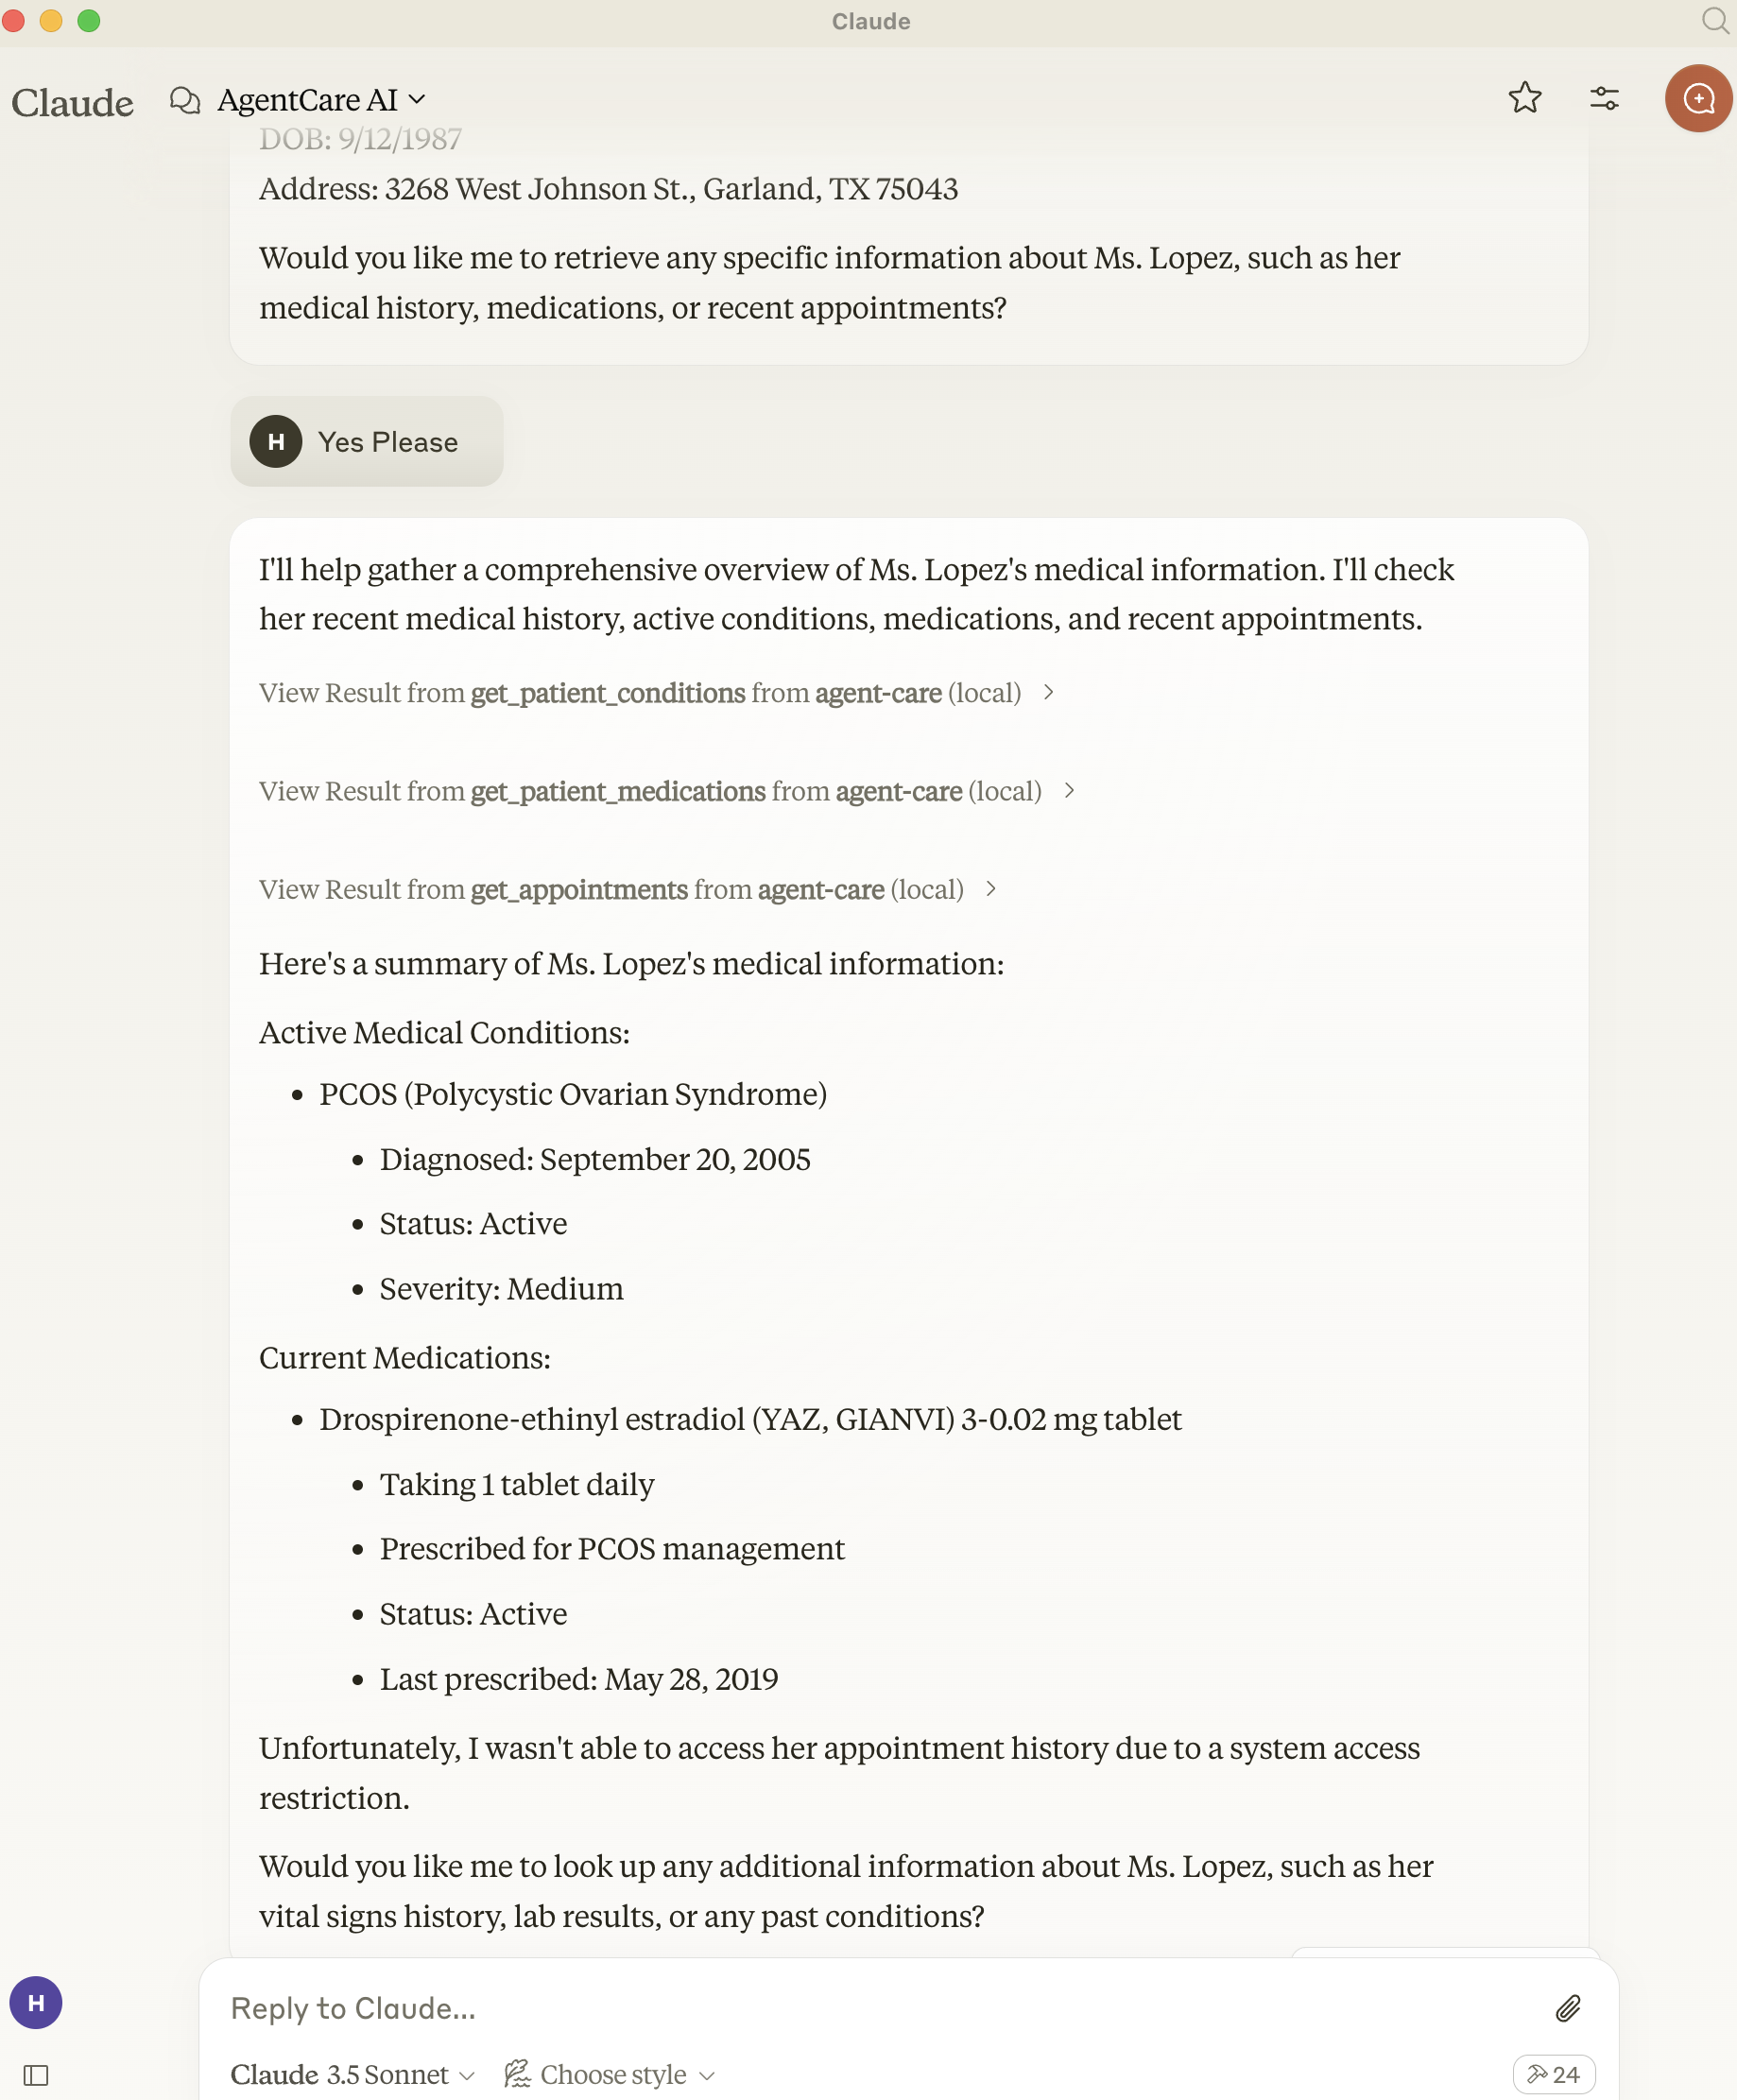 Claude
Claude
AgentCare AI
DOB: 9/12/1987
Address: 3268 West Johnson St., Garland, TX 75043
Would you like me to retrieve any specific information about Ms. Lopez, such as her
medical history, medications, or recent appointments?
H
Yes Please
I'll help gather a comprehensive overview of Ms. Lopez's medical information. I'll check
her recent medical history, active conditions, medications, and recent appointments.
View Result from get_patient_conditions from agent-care (local)
View Result from get_patient_medications from agent-care (local)
View Result from get_appointments from agent-care (local)
Here's a summary of Ms. Lopez's medical information:
Active Medical Conditions:
• PCOS (Polycystic Ovarian Syndrome)
• Diagnosed: September 20, 2005
• Status: Active
• Severity: Medium
Current Medications:
• Drospirenone-ethinyl estradiol (YAZ, GIANVI) 3-0.02 mg tablet
• Taking 1 tablet daily
• Prescribed for PCOS management
• Status: Active
• Last prescribed: May 28, 2019
Unfortunately, I wasn't able to access her appointment history due to a system access
restriction.
Would you like me to look up any additional information about Ms. Lopez, such as her
vital signs history, lab results, or any past conditions?
H
Reply to Claude...
Claude 3.5 Sonnet
Choose style
24